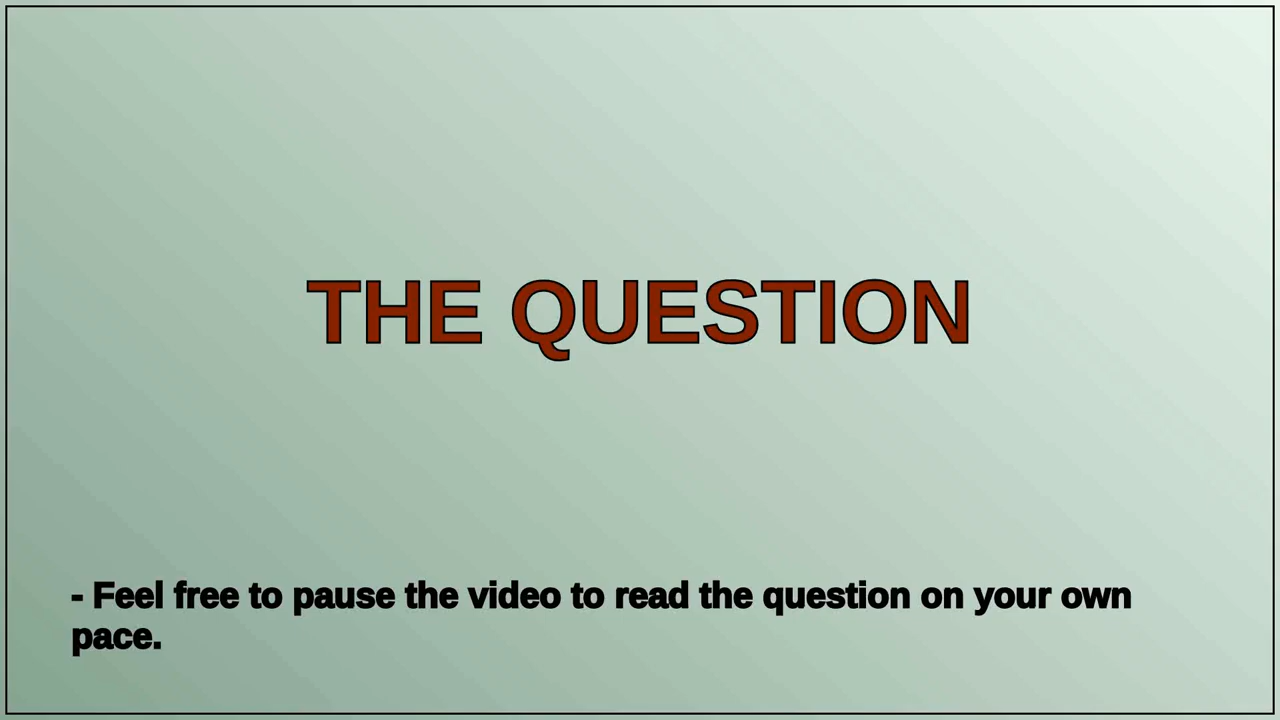 THE QUESTION
- Feel free to pause the video to read the question on your own
pace.